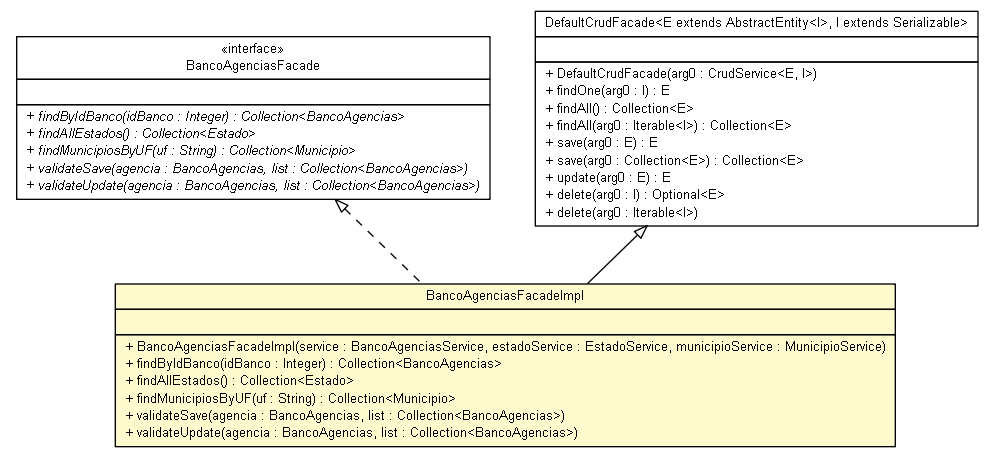 «interface»
BancoAgenciasFacade
+ findByIdBanco(idBanco : Integer) : Collection<BancoAgencias>
+ findAllEstados() : Collection<Estado>
+ findMunicipiosByUF(uf : String) : Collection<Municipio>
+ validateSave(agencia : BancoAgencias, list : Collection<BancoAgencias>)
+ validateUpdate(agencia : BancoAgencias, list : Collection<BancoAgencias>)
DefaultCrudFacade<E extends AbstractEntity<I>, I extends Serializable>
+ DefaultCrudFacade(arg0 : CrudService<E, I>)
+ findOne(arg0 : I) : E
+ findAll() : Collection<E>
+ findAll(arg0 : Iterable<I>) : Collection<E>
+ save(arg0 : E) : E
+ save(arg0 : Collection<E>) : Collection<E>
+ update(arg0 : E) : E
+ delete(arg0 : I) : Optional<E>
+ delete(arg0 : Iterable<I>)
BancoAgenciasFacadeImpl
+ BancoAgenciasFacadeImpl(service : BancoAgenciasService, estadoService : EstadoService, municipioService : MunicipioService)
+ findByIdBanco(idBanco : Integer) : Collection<BancoAgencias>
+ findAllEstados() : Collection<Estado>
+ findMunicipiosByUF(uf : String) : Collection<Municipio>
+ validateSave(agencia : BancoAgencias, list : Collection<BancoAgencias>)
+ validateUpdate(agencia : BancoAgencias, list : Collection<BancoAgencias>)